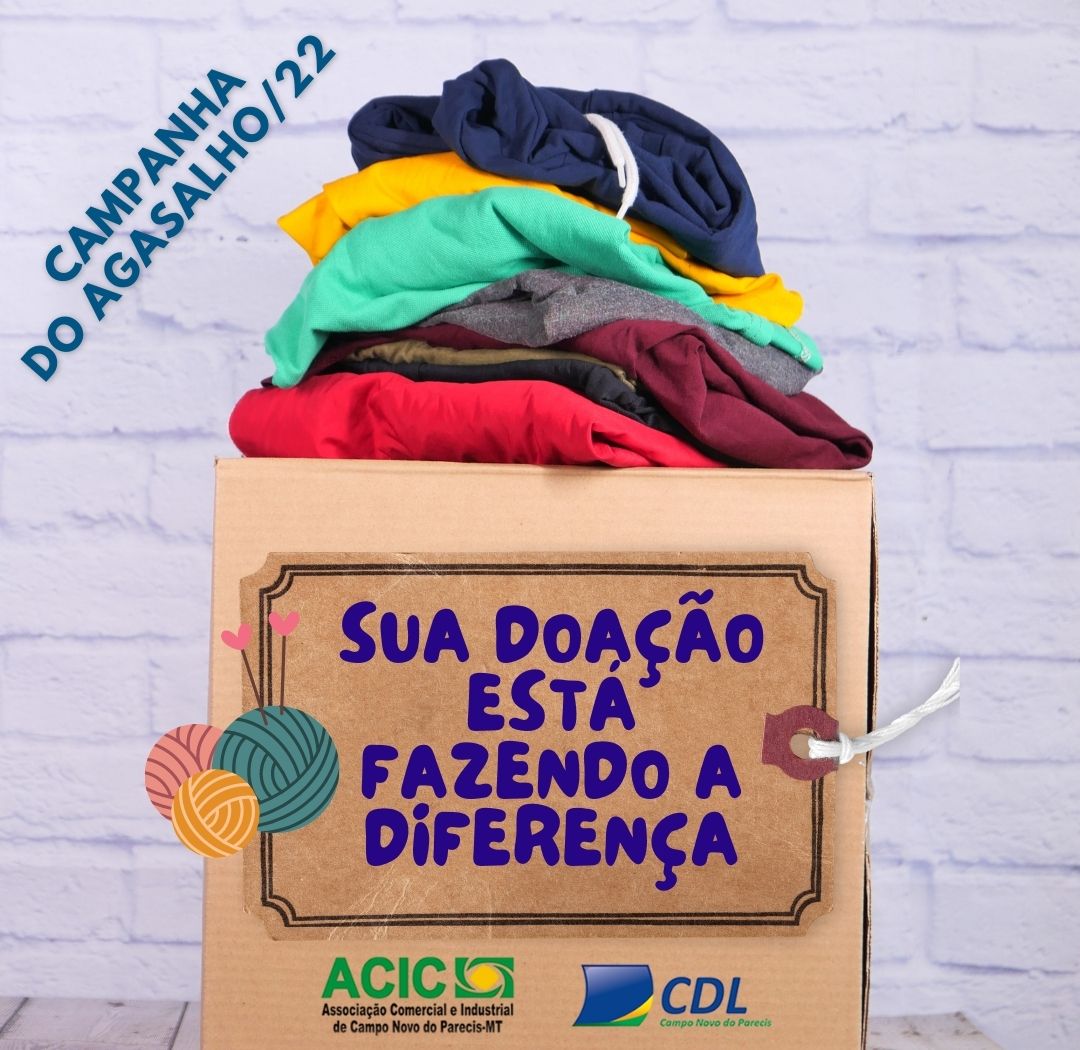 CAMPANHA
DO AGASALHO/22
SUA DOAÇÃO
ESTÁ
FAZENDO A
DIFERENÇA
ACIC
Associação Comercial e Industrial
de Campo Novo do Parecis-MT
CDL
Campo Novo do Parecis